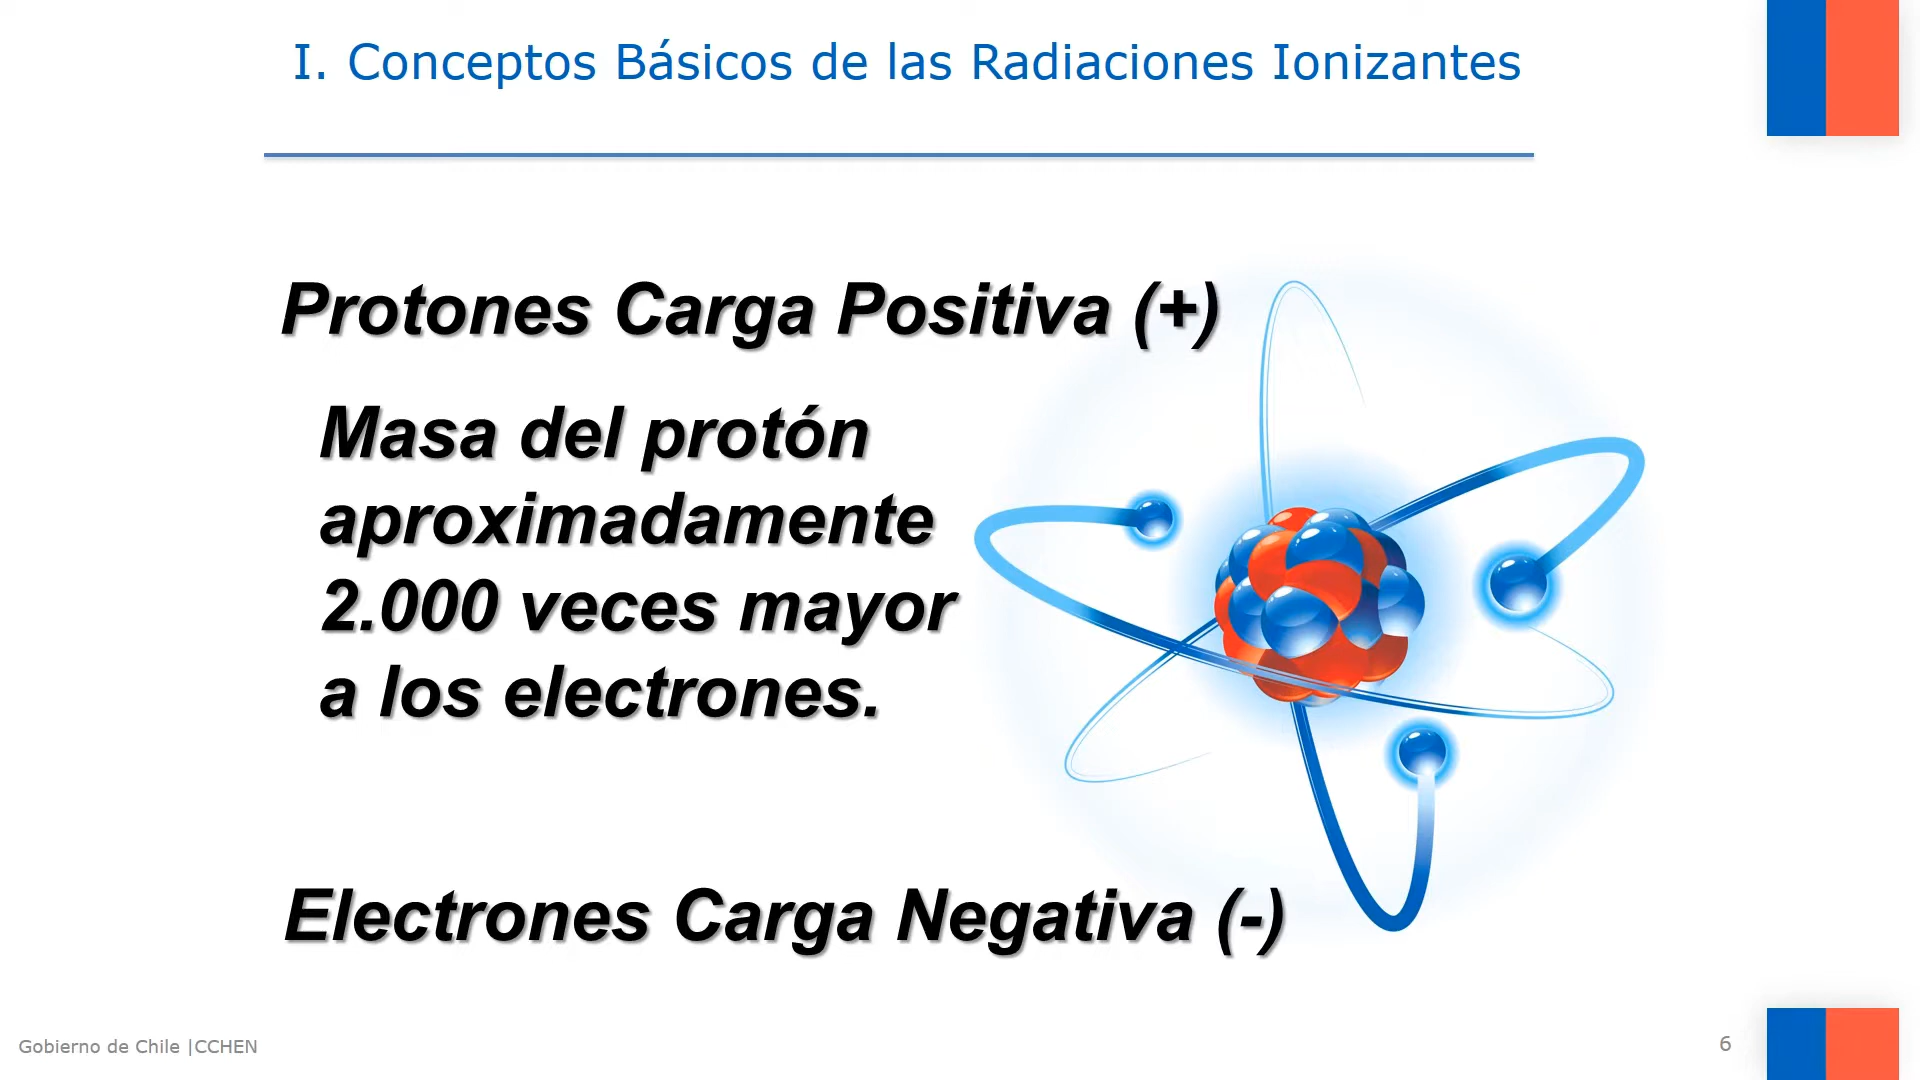 I. Conceptos Básicos de las Radiaciones Ionizantes
Protones Carga Positiva (+)
Masa del protón
aproximadamente
2.000 veces mayor
a los electrones.
Electrones Carga Negativa (-)
Gobierno de Chile |CCHEN
6